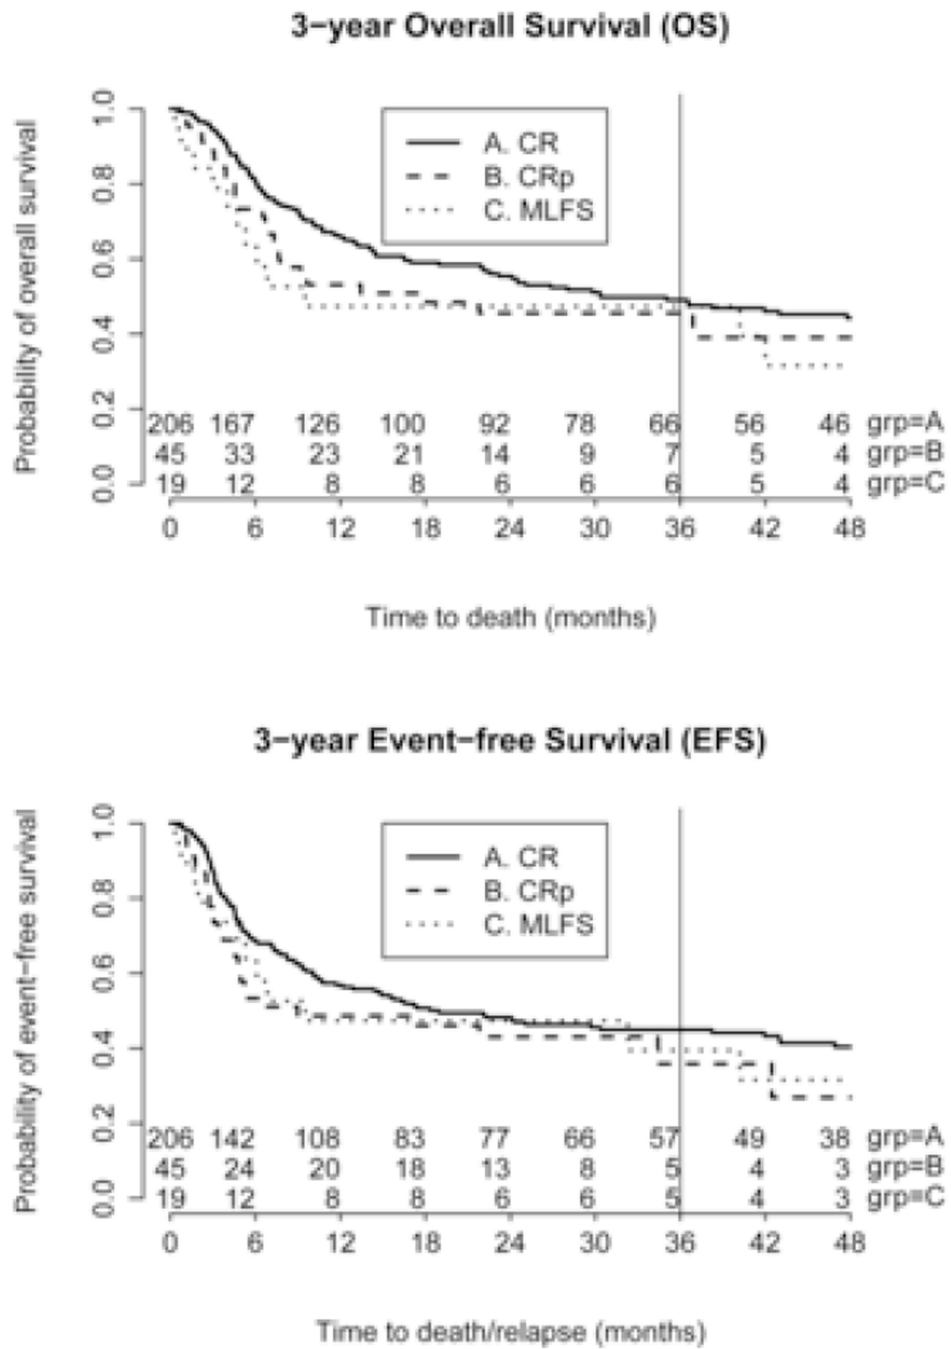 3−year Overall Survival (OS)
Probability of overall survival
1.0
0.8
0.6
0.4
0.2
0.0
A. CR
B. CRp
C. MLFS
206 167 126 100 92 78 66 56 46 grp=A
45 33 23 21 14 9 7 5 4 grp=B
19 12 8 8 6 6 6 5 4 grp=C
0 6 12 18 24 30 36 42 48
Time to death (months)
3−year Event−free Survival (EFS)
Probability of event−free survival
1.0
0.8
0.6
0.4
0.2
0.0
A. CR
B. CRp
C. MLFS
206 142 108 83 77 66 57 49 38 grp=A
45 24 20 18 13 8 5 4 3 grp=B
19 12 8 8 6 6 5 4 3 grp=C
0 6 12 18 24 30 36 42 48
Time to death/relapse (months)